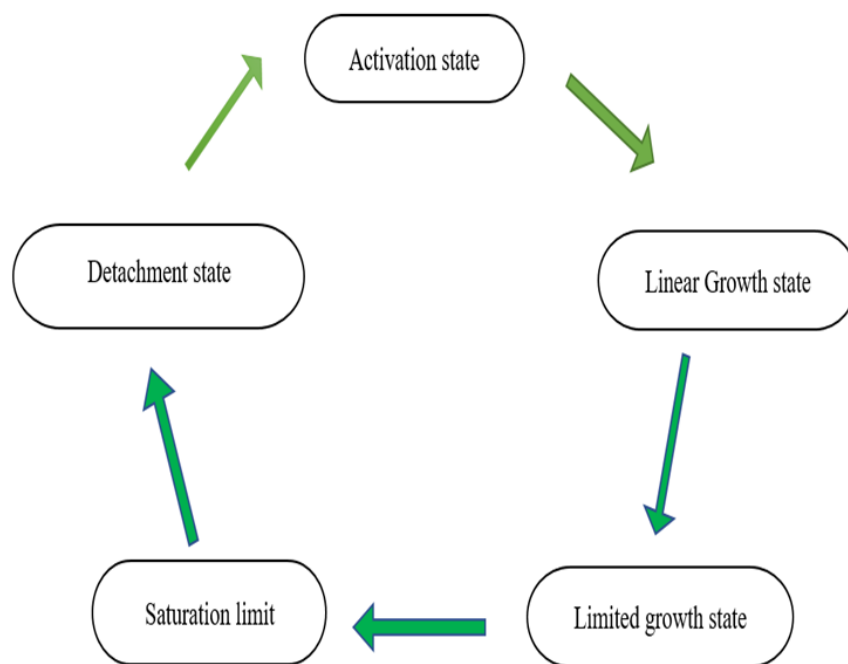 Activation state
Linear Growth state
Limited growth state
Saturation limit
Detachment state